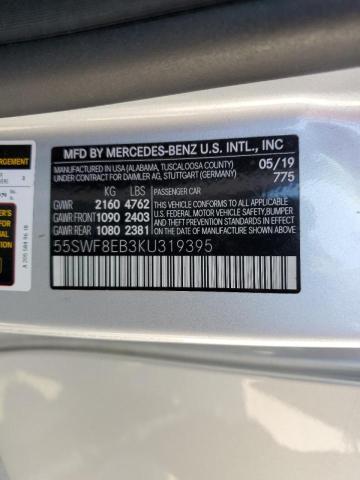 MFD BY MERCEDES-BENZ U.S. INTL., INC
MANUFACTURED IN USA (ALABAMA, TUSCALOOSA COUNTY) 05/19
UNDER CONTRACT FOR DAIMLER AG, STUTTGART (GERMANY) 775
KG LBS PASSENGER CAR
GVWR 2160 4762 THIS VEHICLE CONFORMS TO ALL APPLICABLE
GAWR FRONT 1090 2403 U.S. FEDERAL MOTOR VEHICLE SAFETY,BUMPER,
GAWR REAR 1080 2381 AND THEFT PREVENTION STANDARDS IN EFFECT
ON THE DATE OF MANUFACTURE SHOWN ABOVE.
55SWF8EB3KU319395